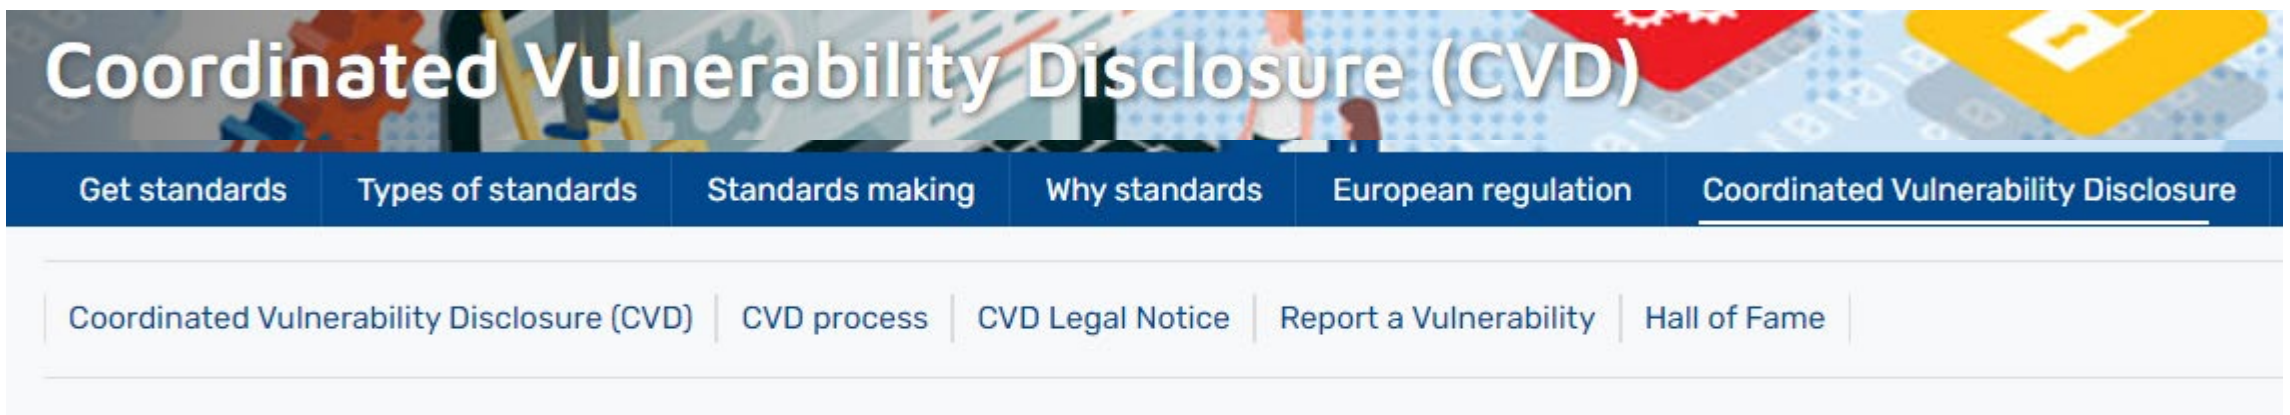 Coordinated Vulnerability Disclosure (CVD)
Get standards Types of standards Standards making Why standards European regulation Coordinated Vulnerability Disclosure
Coordinated Vulnerability Disclosure (CVD) CVD process CVD Legal Notice Report a Vulnerability Hall of Fame